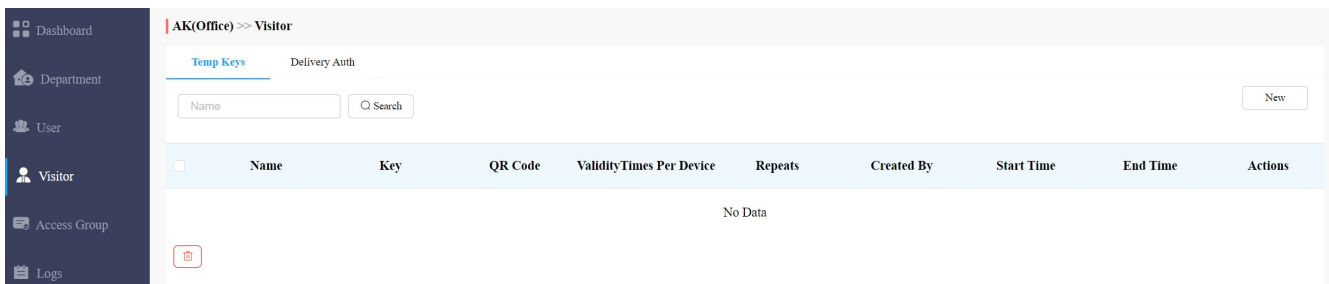 Dashboard
Department
User
Visitor
Access Group
Logs
AK(Office) >> Visitor
Temp Keys Delivery Auth
Name Search New
Name Key QR Code ValidityTimes Per Device Repeats Created By Start Time End Time Actions
No Data